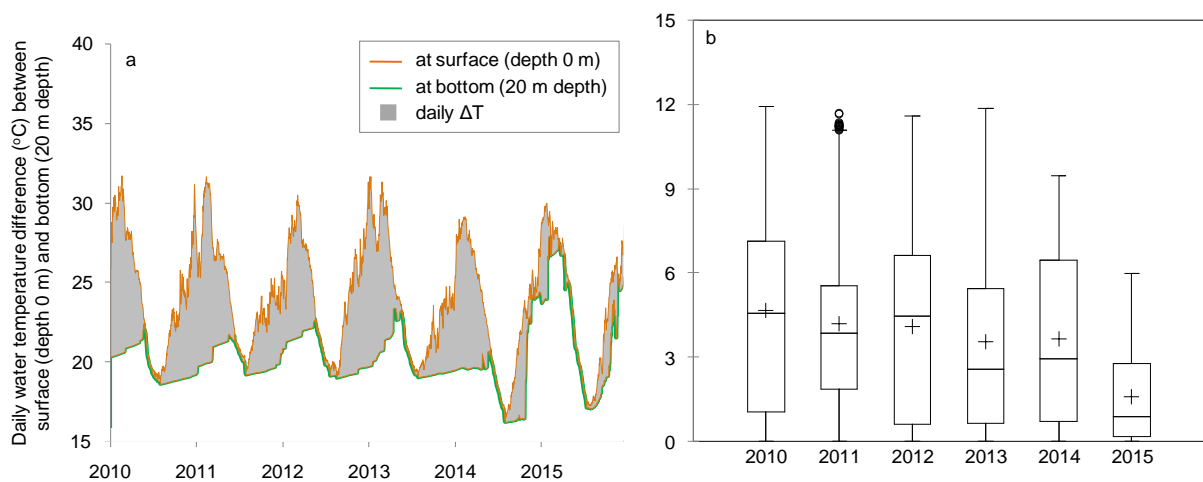 Daily water temperature difference (ºC) between
surface (depth 0 m) and bottom (20 m depth)
40
35
30
25
20
15
a
at surface (depth 0 m)
at bottom (20 m depth)
daily ΔT
2010 2011 2012 2013 2014 2015
15
12
9
6
3
0
b
2010 2011 2012 2013 2014 2015